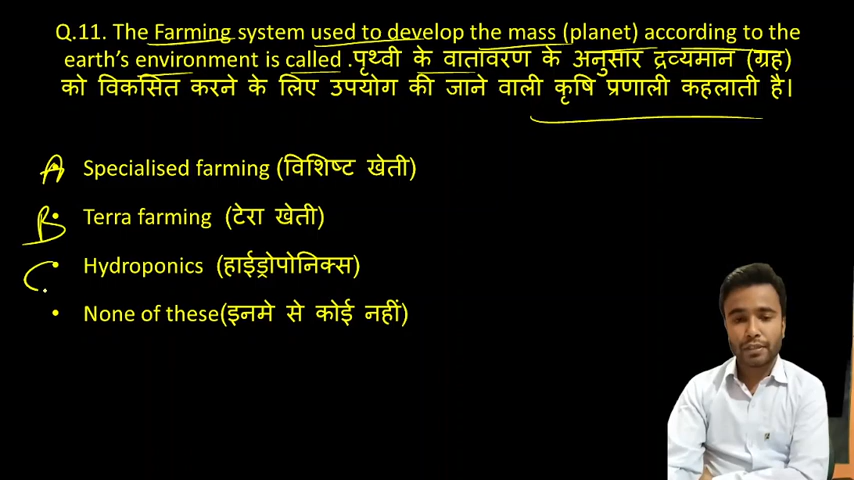 Q.11. The Farming system used to develop the mass (planet) according to the
earth's environment is called .पृथ्वी के वातावरण के अनुसार द्रव्यमान (ग्रह)
को विकसित करने के लिए उपयोग की जाने वाली कृषि प्रणाली कहलाती है।
A Specialised farming (विशिष्ट खेती)
B Terra farming (टेरा खेती)
C Hydroponics (हाईड्रोपोनिक्स)
• None of these(इनमे से कोई नहीं)